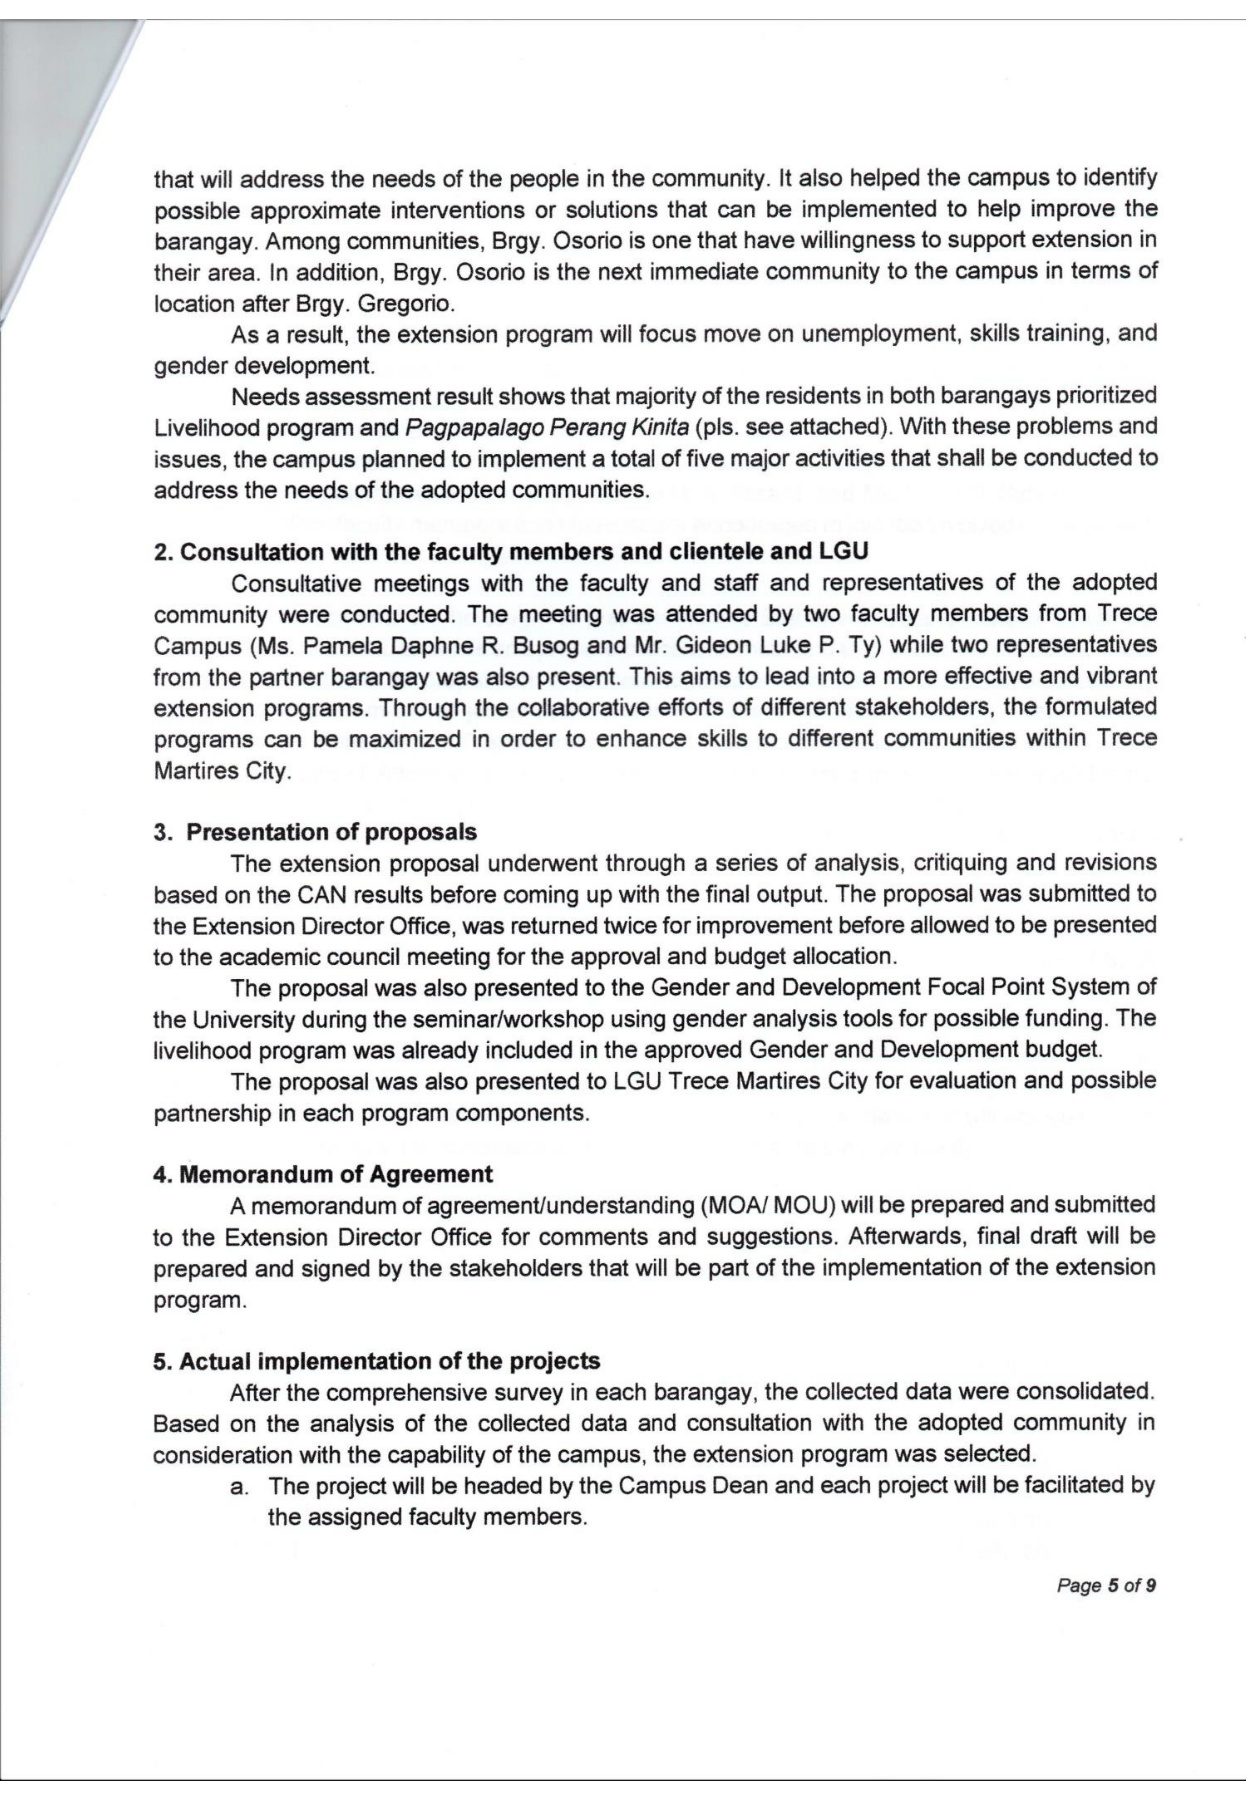 that will address the needs of the people in the community. It also helped the campus to identify
possible approximate interventions or solutions that can be implemented to help improve the
barangay. Among communities, Brgy. Osorio is one that have willingness to support extension in
their area. In addition, Brgy. Osorio is the next immediate community to the campus in terms of
location after Brgy. Gregorio.
As a result, the extension program will focus move on unemployment, skills training, and
gender development.
Needs assessment result shows that majority of the residents in both barangays prioritized
Livelihood program and Pagpapalago Perang Kinita (pls. see attached). With these problems and
issues, the campus planned to implement a total of five major activities that shall be conducted to
address the needs of the adopted communities.
2. Consultation with the faculty members and clientele and LGU
Consultative meetings with the faculty and staff and representatives of the adopted
community were conducted. The meeting was attended by two faculty members from Trece
Campus (Ms. Pamela Daphne R. Busog and Mr. Gideon Luke P. Ty) while two representatives
from the partner barangay was also present. This aims to lead into a more effective and vibrant
extension programs. Through the collaborative efforts of different stakeholders, the formulated
programs can be maximized in order to enhance skills to different communities within Trece
Martires City.
3. Presentation of proposals
The extension proposal underwent through a series of analysis, critiquing and revisions
based on the CAN results before coming up with the final output. The proposal was submitted to
the Extension Director Office, was returned twice for improvement before allowed to be presented
to the academic council meeting for the approval and budget allocation.
The proposal was also presented to the Gender and Development Focal Point System of
the University during the seminar/workshop using gender analysis tools for possible funding. The
livelihood program was already included in the approved Gender and Development budget.
The proposal was also presented to LGU Trece Martires City for evaluation and possible
partnership in each program components.
4. Memorandum of Agreement
A memorandum of agreement/understanding (MOA/ MOU) will be prepared and submitted
to the Extension Director Office for comments and suggestions. Afterwards, final draft will be
prepared and signed by the stakeholders that will be part of the implementation of the extension
program.
5. Actual implementation of the projects
After the comprehensive survey in each barangay, the collected data were consolidated.
Based on the analysis of the collected data and consultation with the adopted community in
consideration with the capability of the campus, the extension program was selected.
a. The project will be headed by the Campus Dean and each project will be facilitated by
the assigned faculty members.
Page 5 of 9